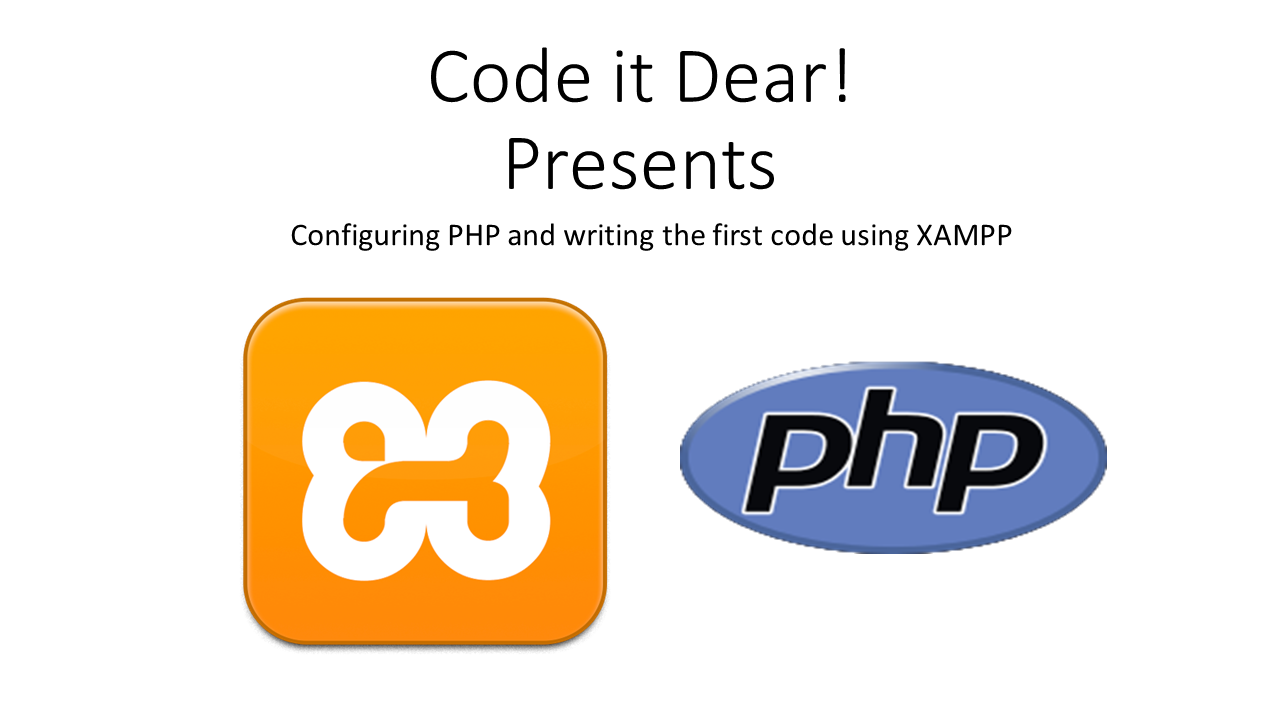 Code it Dear!
Presents
Configuring PHP and writing the first code using XAMPP
php